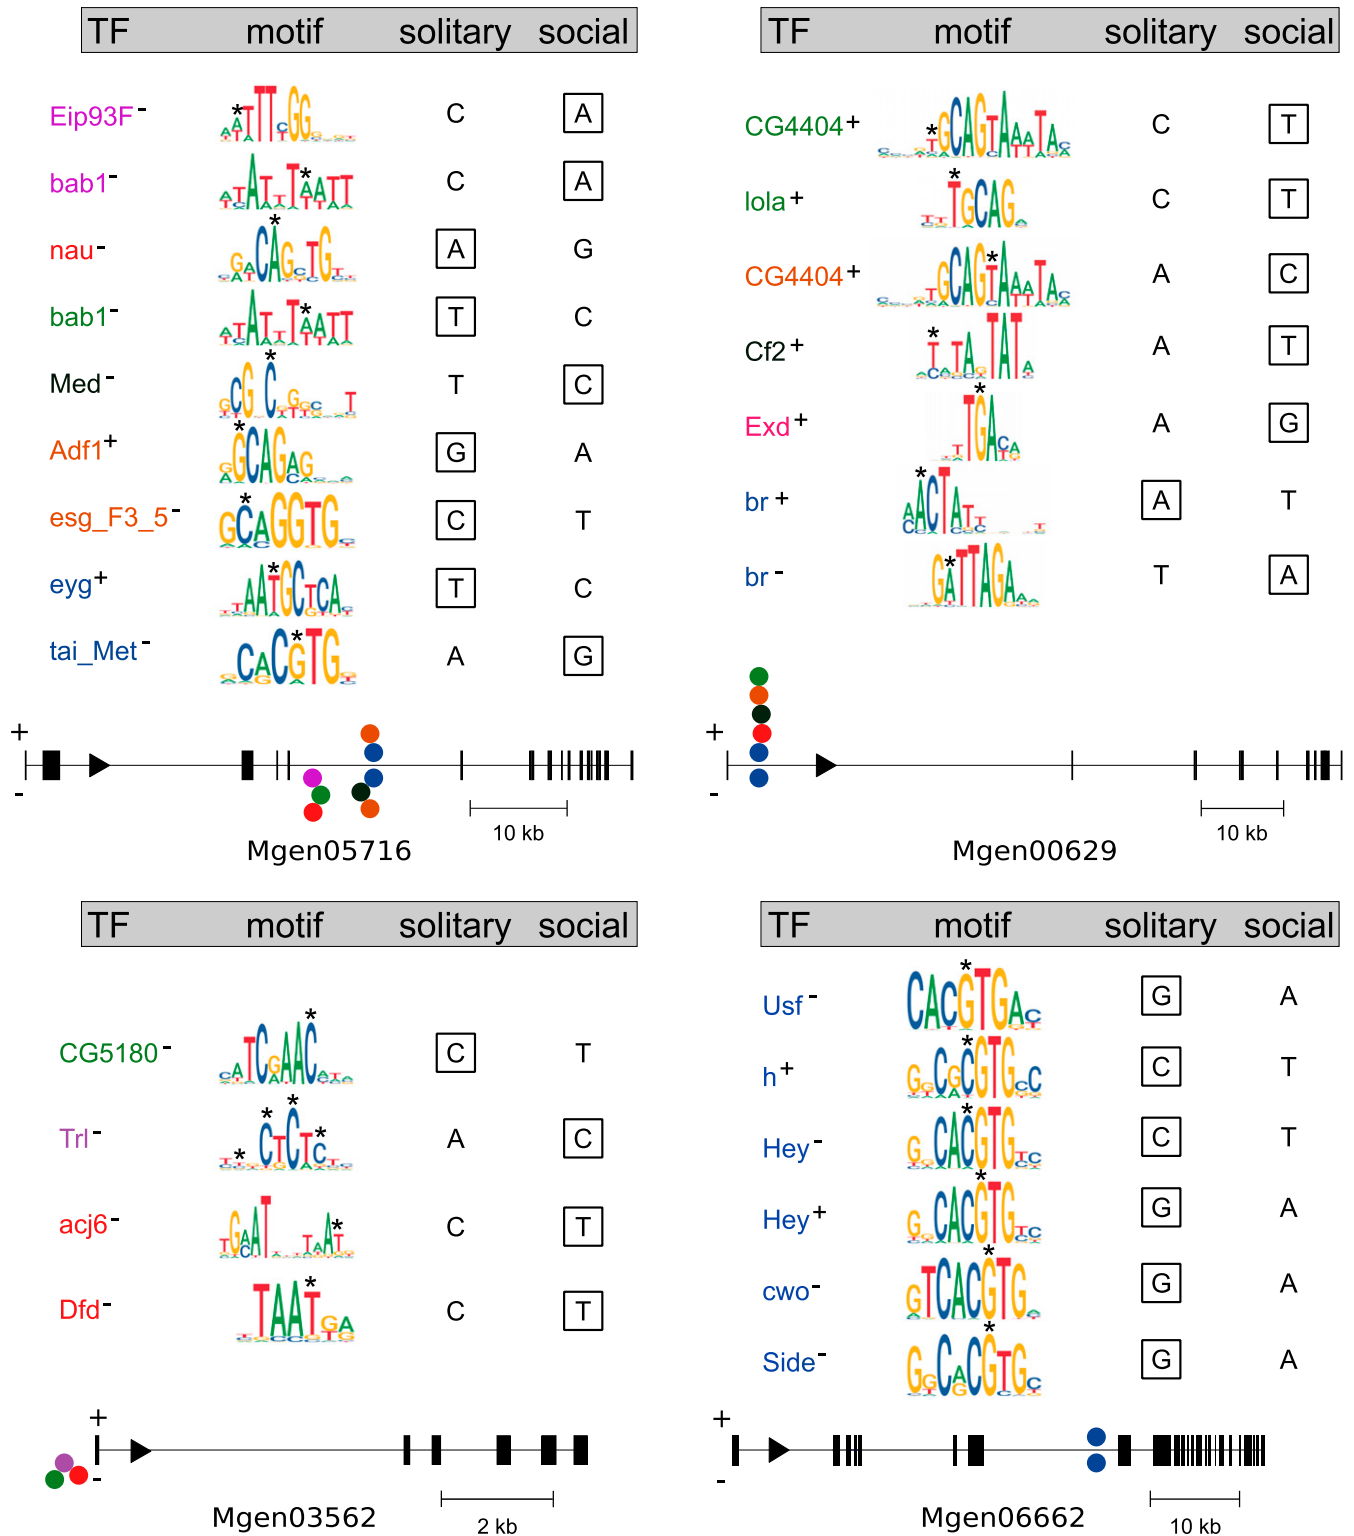 TF motif solitary social
Eip93F- * C A
bab1- * C A
nau- * A G
bab1- * T C
Med- * T C
Adf1+ * G A
esg_F3_5- * C T
eyg+ * T C
tai_Met- * A G
+
-
10 kb
Mgen05716
TF motif solitary social
CG4404+ * C T
lola+ * C T
CG4404+ * A C
Cf2+ * A T
Exd+ * A G
br+ * A T
br- * T A
+
-
10 kb
Mgen00629
TF motif solitary social
CG5180- * C T
Trl- * * * * A C
acj6- * C T
Dfd- * C T
+
-
2 kb
Mgen03562
TF motif solitary social
Usf- * G A
h+ * C T
Hey- * C T
Hey+ * G A
cwo- * G A
Side- * G A
+
-
10 kb
Mgen06662